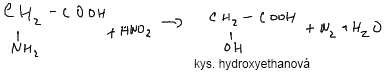 CH₂ - COOH + HNO₂ → CH₂ - COOH + N₂ + H₂O
NH₂ OH
kys. hydroxyethanová